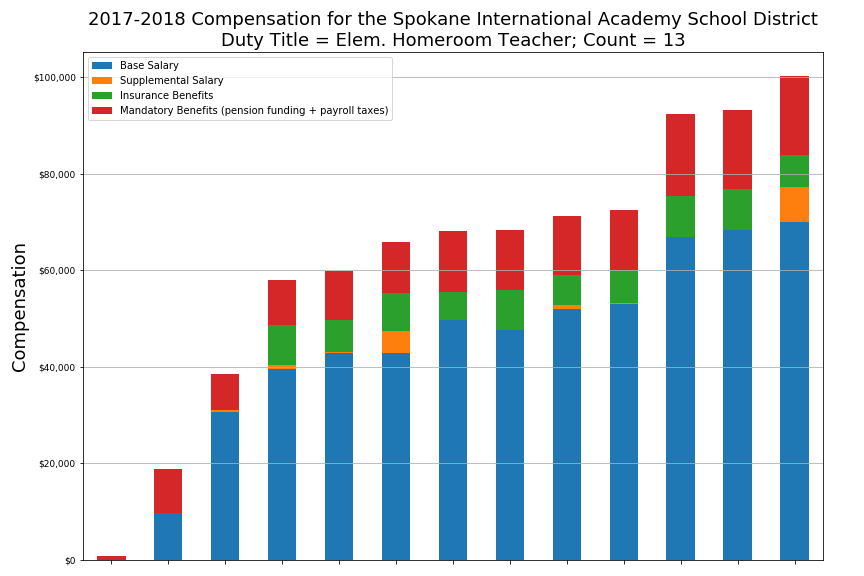 2017-2018 Compensation for the Spokane International Academy School District
Duty Title = Elem. Homeroom Teacher; Count = 13
Base Salary
Supplemental Salary
Insurance Benefits
Mandatory Benefits (pension funding + payroll taxes)
Compensation
$100,000
$80,000
$60,000
$40,000
$20,000
$0